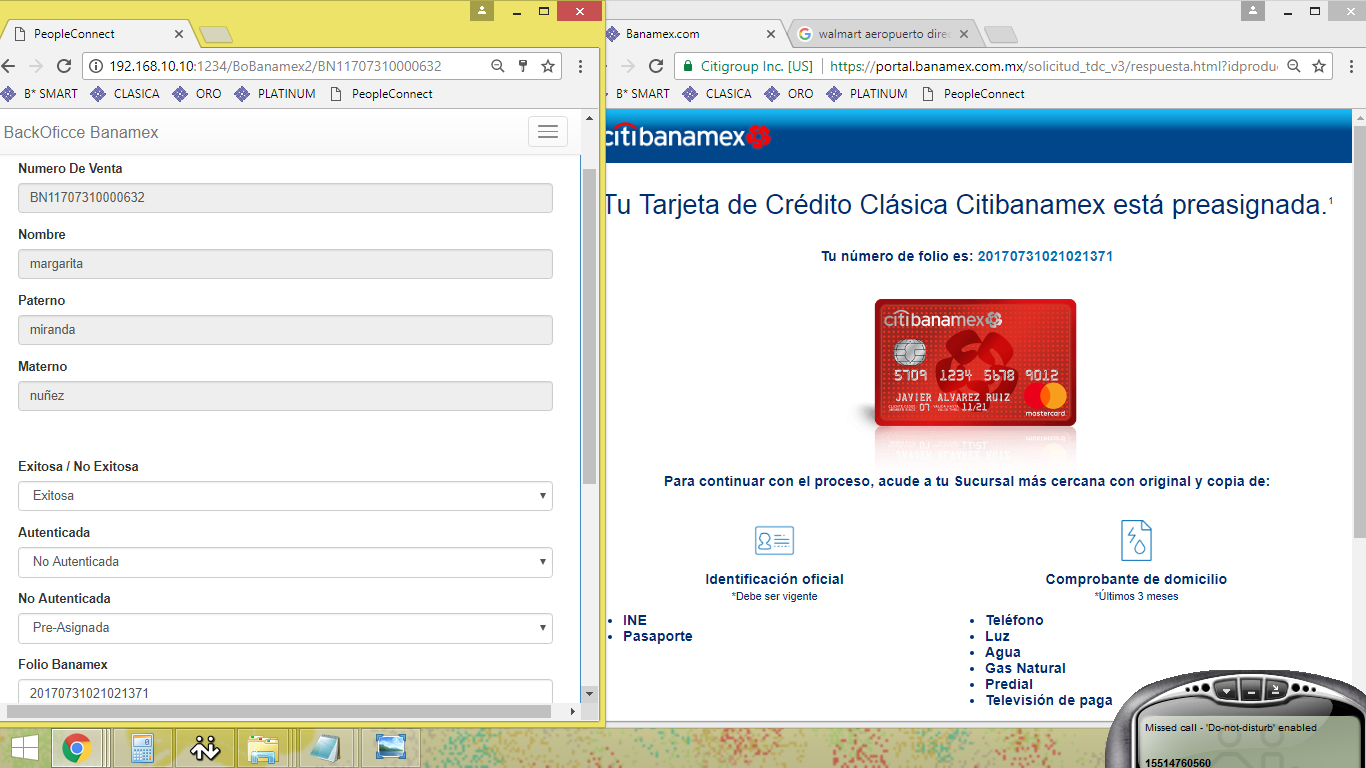 PeopleConnect
192.168.10.10:1234/BoBanamex2/BN11707310000632
B* SMART CLASICA ORO PLATINUM PeopleConnect
BackOficce Banamex
Numero De Venta
BN11707310000632
Nombre
margarita
Paterno
miranda
Materno
nuñez
Exitosa / No Exitosa
Exitosa
Autenticada
No Autenticada
No Autenticada
Pre-Asignada
Folio Banamex
20170731021021371
Banamex.com
walmart aeropuerto dire
Citigroup Inc. [US] https://portal.banamex.com.mx/solicitud_tdc_v3/respuesta.html?idprodu
B* SMART CLASICA ORO PLATINUM PeopleConnect
citibanamex
Tu Tarjeta de Crédito Clásica Citibanamex está preasignada.1
Tu número de folio es: 20170731021021371
citibanamex
5709 1234 5678 9012
07 11/21
JAVIER ALVAREZ RUIZ
mastercard
Para continuar con el proceso, acude a tu Sucursal más cercana con original y copia de:
Identificación oficial
*Debe ser vigente
INE
Pasaporte
Comprobante de domicilio
*Últimos 3 meses
Teléfono
Luz
Agua
Gas Natural
Predial
Televisión de paga
Missed call - 'Do-not-disturb' enabled
15514760560